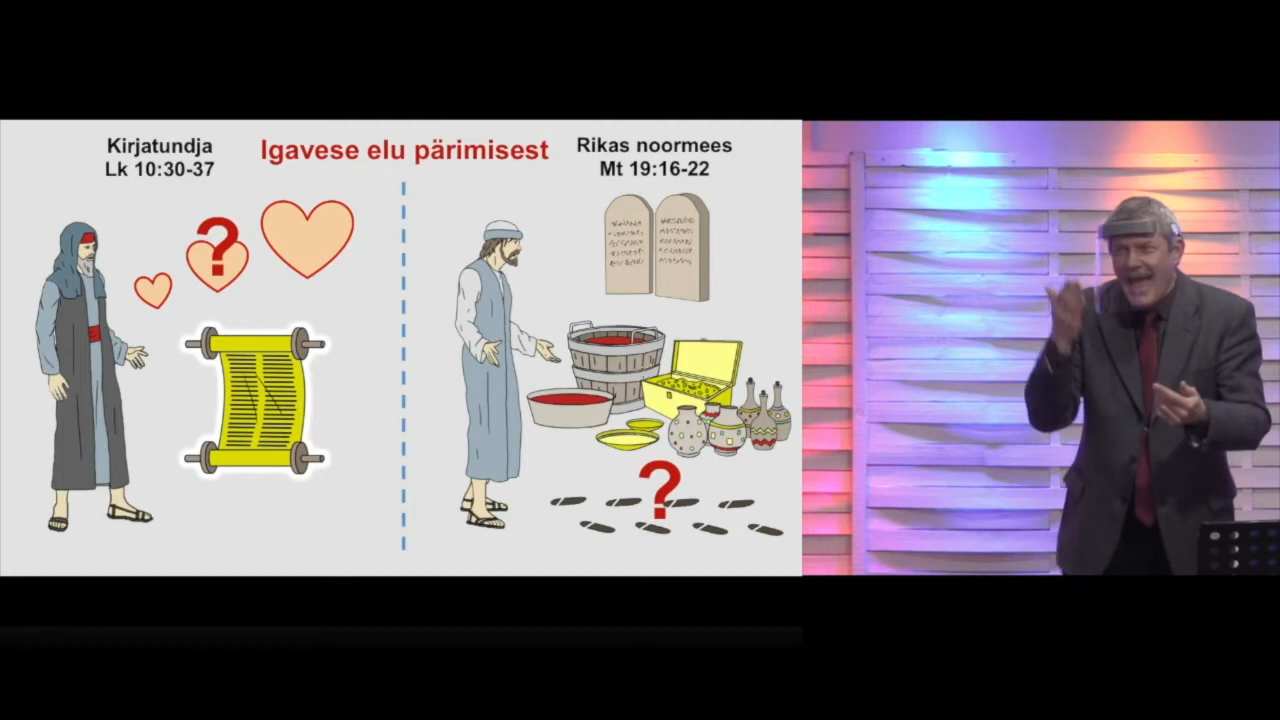 Kirjatundja
Lk 10:30-37
Igavese elu pärimisest
Rikas noormees
Mt 19:16-22
?
?